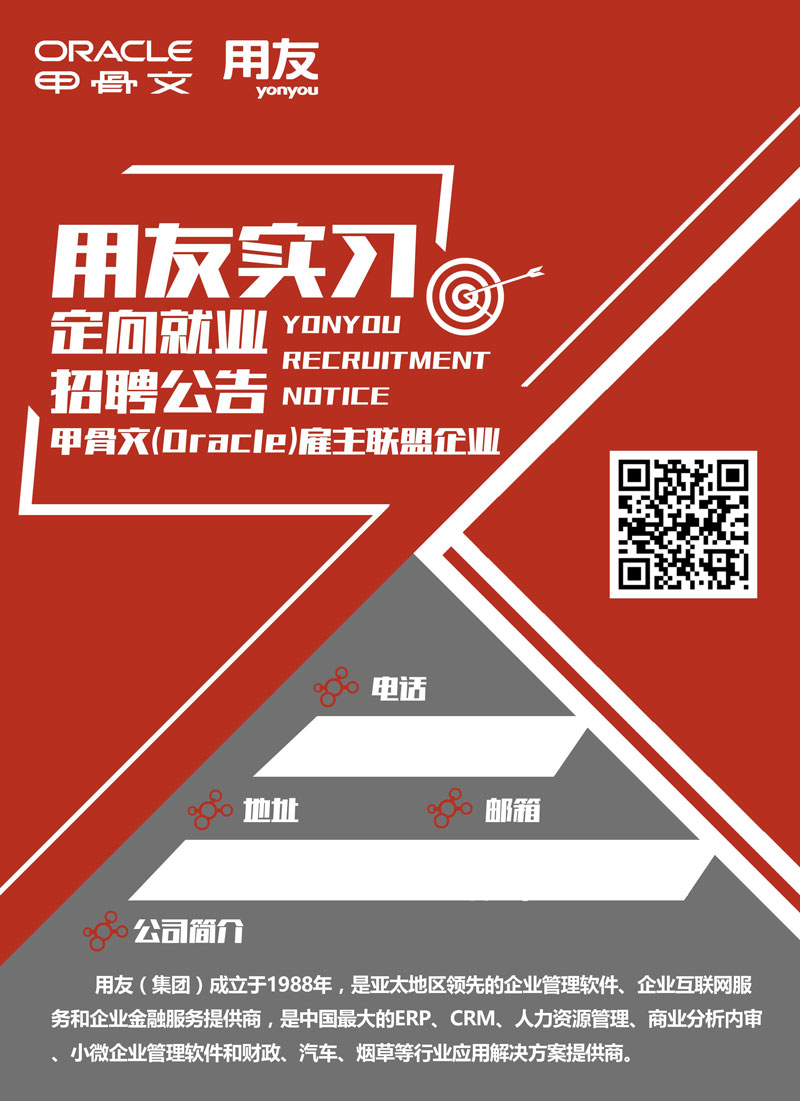 ORACLE
甲骨文
用友
yonyou
用友实习
定向就业
招聘公告
YONYOU
RECRUITMENT
NOTICE
甲骨文(Oracle)雇主联盟企业
电话
地址
邮箱
公司简介
用友（集团）成立于1988年，是亚太地区领先的企业管理软件、企业互联网服
务和企业金融服务提供商，是中国最大的ERP、CRM、人力资源管理、商业分析内审
、小微企业管理软件和财政、汽车、烟草等行业应用解决方案提供商。